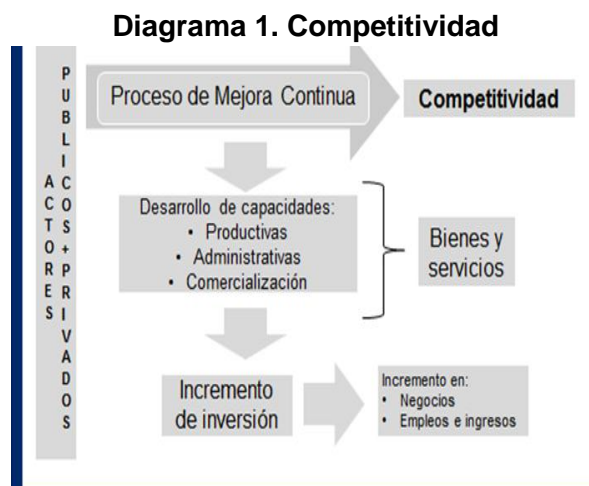 Diagrama 1. Competitividad
ACTORES
PUBLICOS+PRIVADOS
Proceso de Mejora Continua
Competitividad
Desarrollo de capacidades:
• Productivas
• Administrativas
• Comercialización
Bienes y
servicios
Incremento
de inversión
Incremento en:
• Negocios
• Empleos e ingresos